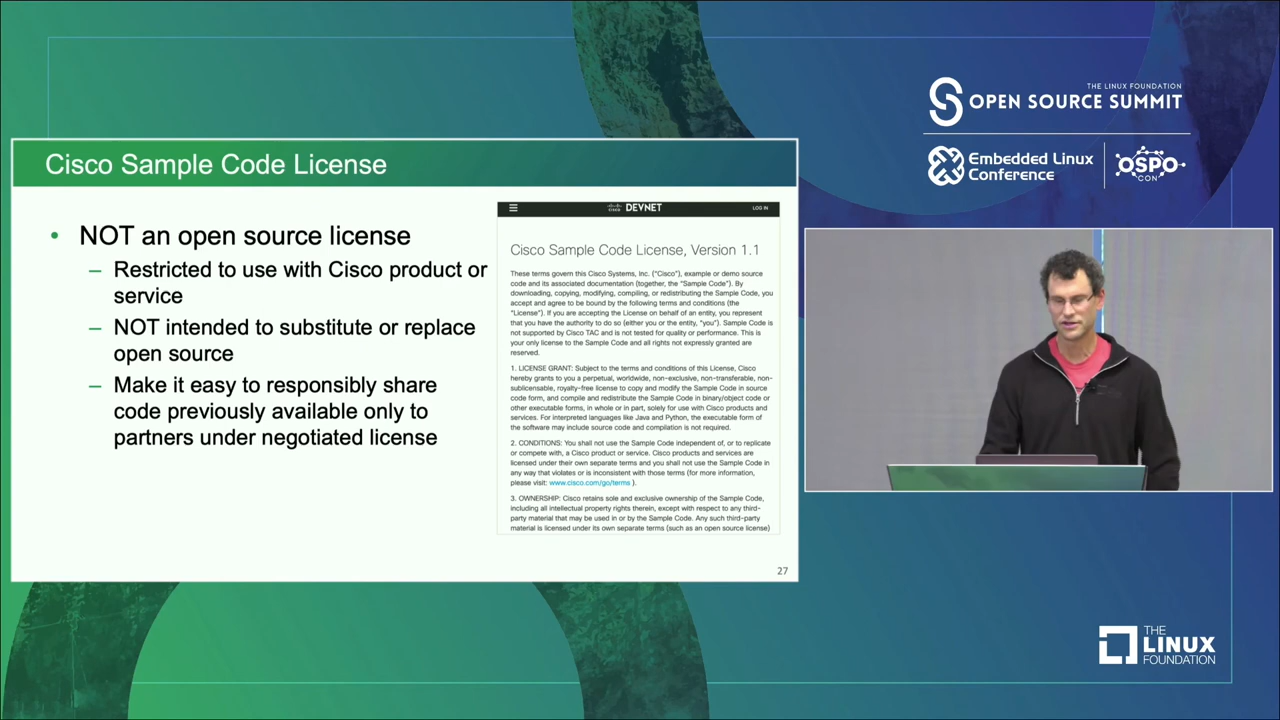 THE LINUX FOUNDATION
OPEN SOURCE SUMMIT
Embedded Linux
Conference
OSPO
CON
Cisco Sample Code License
• NOT an open source license
– Restricted to use with Cisco product or
service
– NOT intended to substitute or replace
open source
– Make it easy to responsibly share
code previously available only to
partners under negotiated license
CISCO DEVNET
LOG IN
Cisco Sample Code License, Version 1.1
These terms govern this Cisco Systems, Inc. ("Cisco"), example or demo source
code and its associated documentation (together, the "Sample Code"). By
downloading, copying, modifying, compiling, or redistributing the Sample Code, you
accept and agree to be bound by the following terms and conditions (the
"License"). If you are accepting the License on behalf of an entity, you represent
that you have the authority to do so (either you or the entity, "you"). Sample Code is
not supported by Cisco TAC and is not tested for quality or performance. This is
your only license to the Sample Code and all rights not expressly granted are
reserved.
1. LICENSE GRANT: Subject to the terms and conditions of this License, Cisco
hereby grants to you a perpetual, worldwide, non-exclusive, non-transferable, non-
sublicensable, royalty-free license to copy and modify the Sample Code in source
code form, and compile and redistribute the Sample Code in binary/object code or
other executable forms, in whole or in part, solely for use with Cisco products and
services. For interpreted languages like Java and Python, the executable form of
the software may include source code and compilation is not required.
2. CONDITIONS: You shall not use the Sample Code independent of, or to replicate
or compete with, a Cisco product or service. Cisco products and services are
licensed under their own separate terms and you shall not use the Sample Code in
any way that violates or is inconsistent with those terms (for more information,
please visit: www.cisco.com/go/terms ).
3. OWNERSHIP: Cisco retains sole and exclusive ownership of the Sample Code,
including all intellectual property rights therein, except with respect to any third-
party material that may be used in or by the Sample Code. Any such third-party
material is licensed under its own separate terms (such as an open source license)
27
THE
LINUX
FOUNDATION